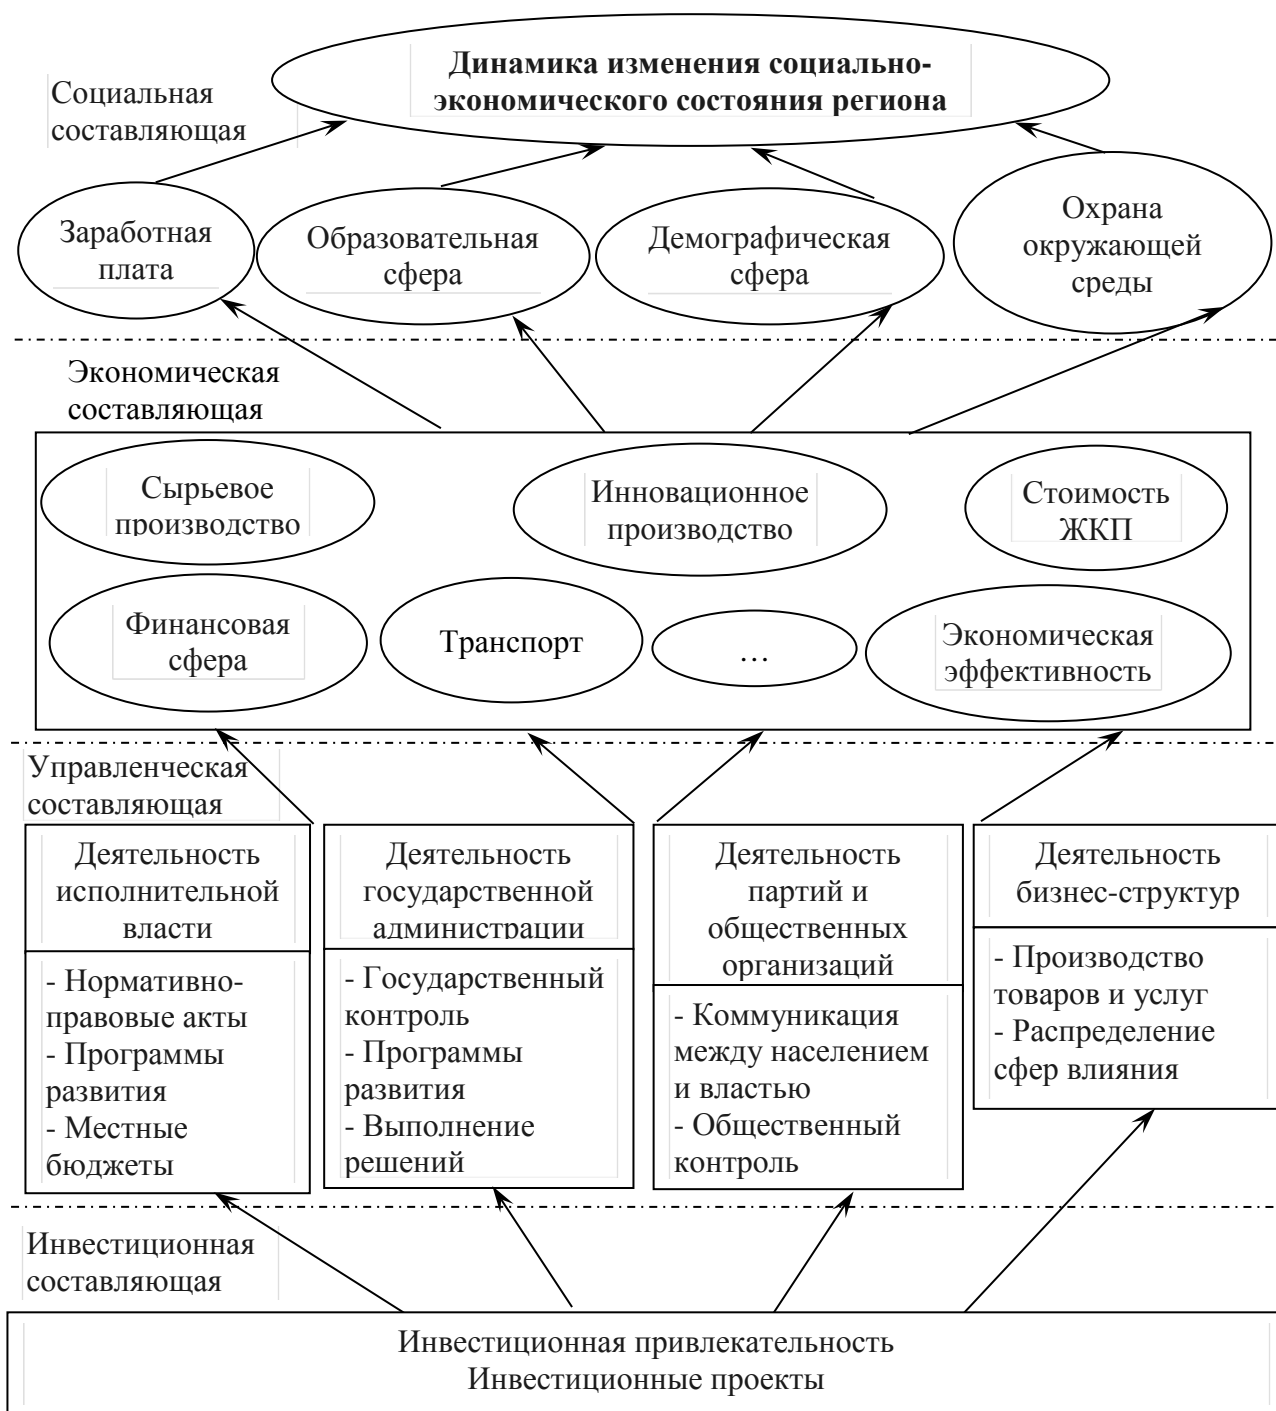 Динамика изменения социально-
экономического состояния региона
Социальная
составляющая
Заработная
плата
Образовательная
сфера
Демографическая
сфера
Охрана
окружающей
среды
Экономическая
составляющая
Сырьевое
производство
Инновационное
производство
Стоимость
ЖКП
Финансовая
сфера
Транспорт
...
Экономическая
эффективность
Управленческая
составляющая
Деятельность
исполнительной
власти
- Нормативно-
правовые акты
- Программы
развития
- Местные
бюджеты
Деятельность
государственной
администрации
- Государственный
контроль
- Программы
развития
- Выполнение
решений
Деятельность
партий и
общественных
организаций
- Коммуникация
между населением
и властью
- Общественный
контроль
Деятельность
бизнес-структур
- Производство
товаров и услуг
- Распределение
сфер влияния
Инвестиционная
составляющая
Инвестиционная привлекательность
Инвестиционные проекты